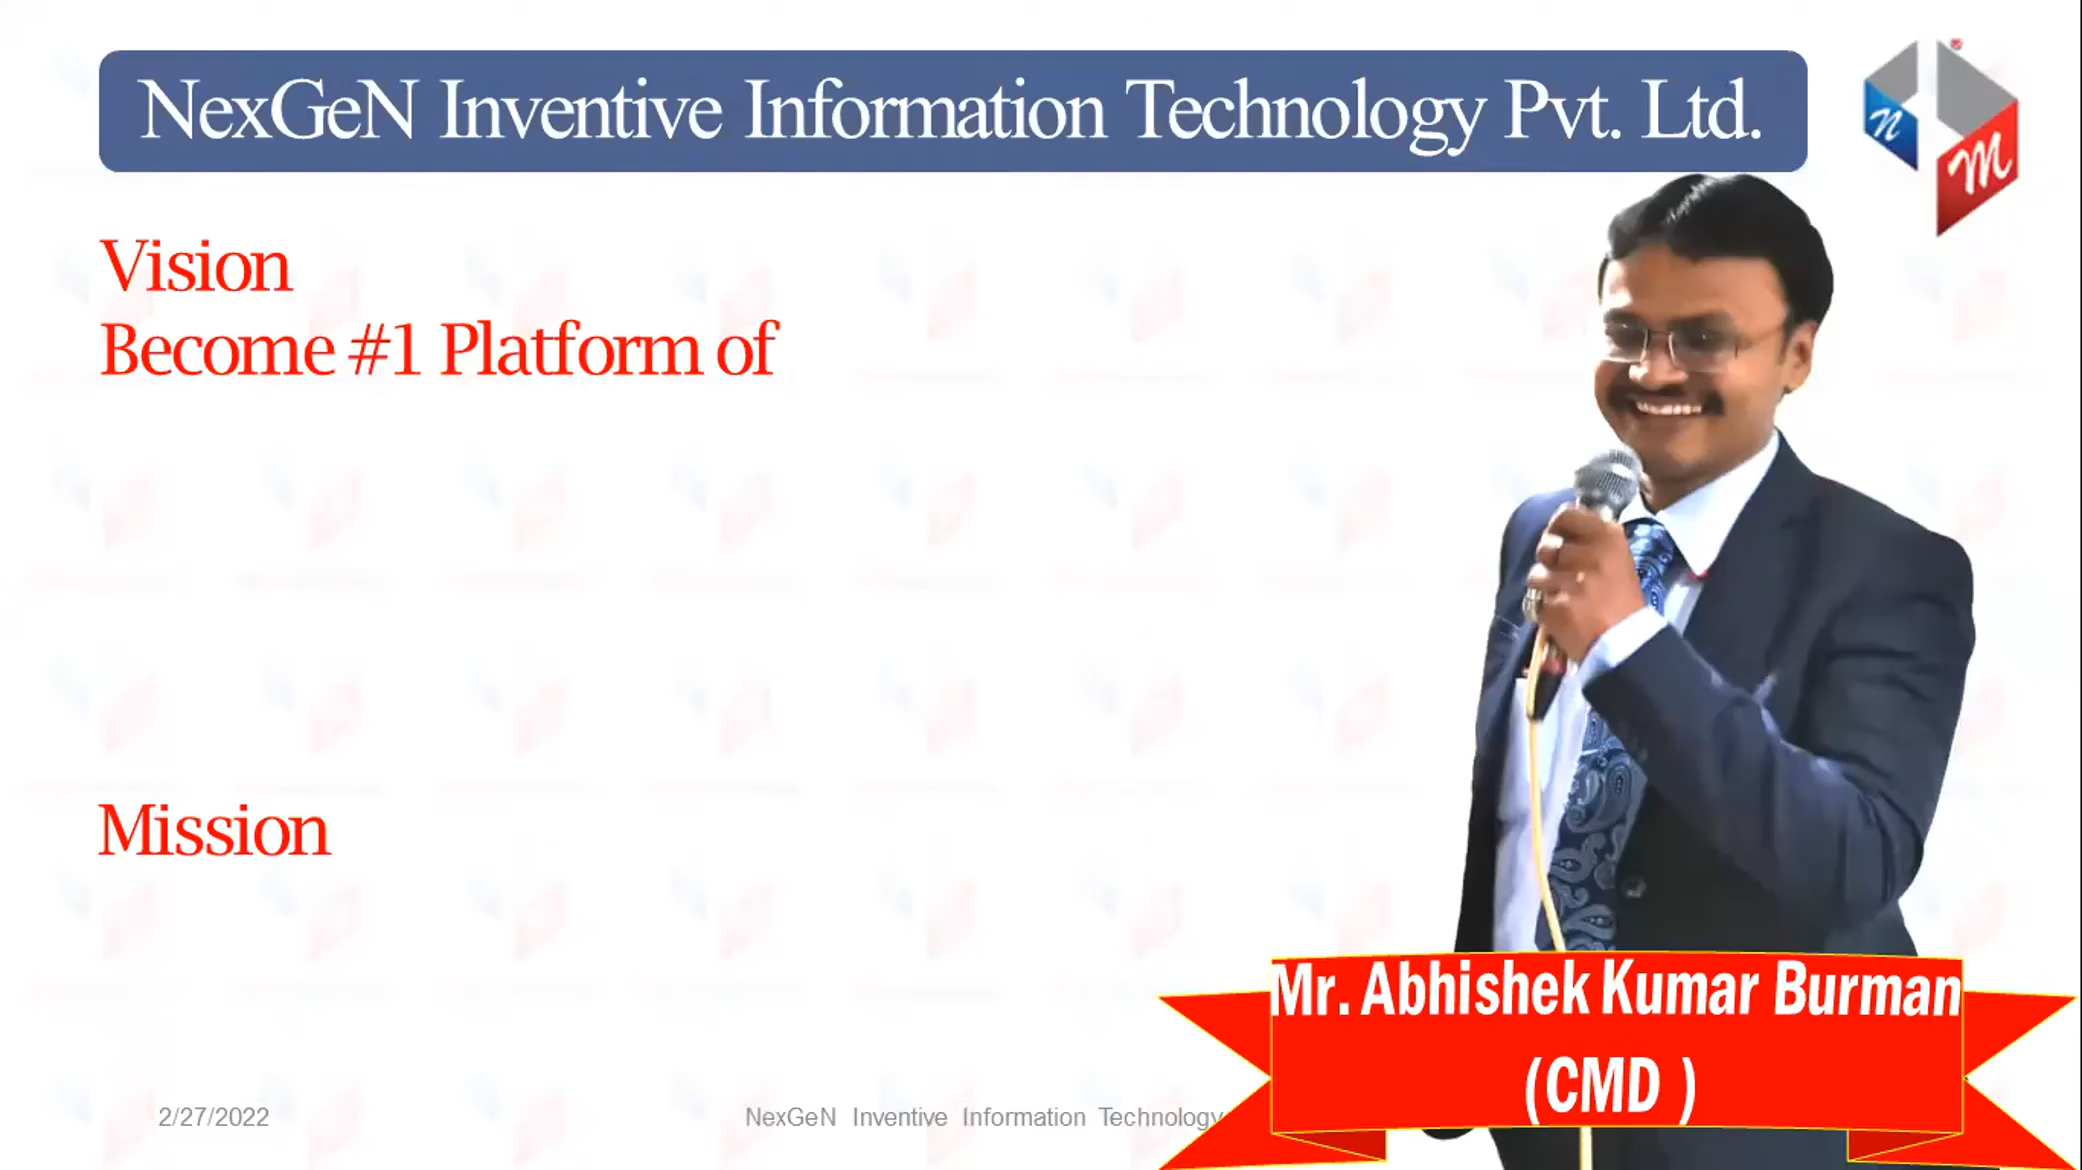 NexGeN Inventive Information Technology Pvt. Ltd.
n
m
®
Vision
Become #1 Platform of
Mission
Mr. Abhishek Kumar Burman
(CMD )
2/27/2022
NexGeN Inventive Information Technology